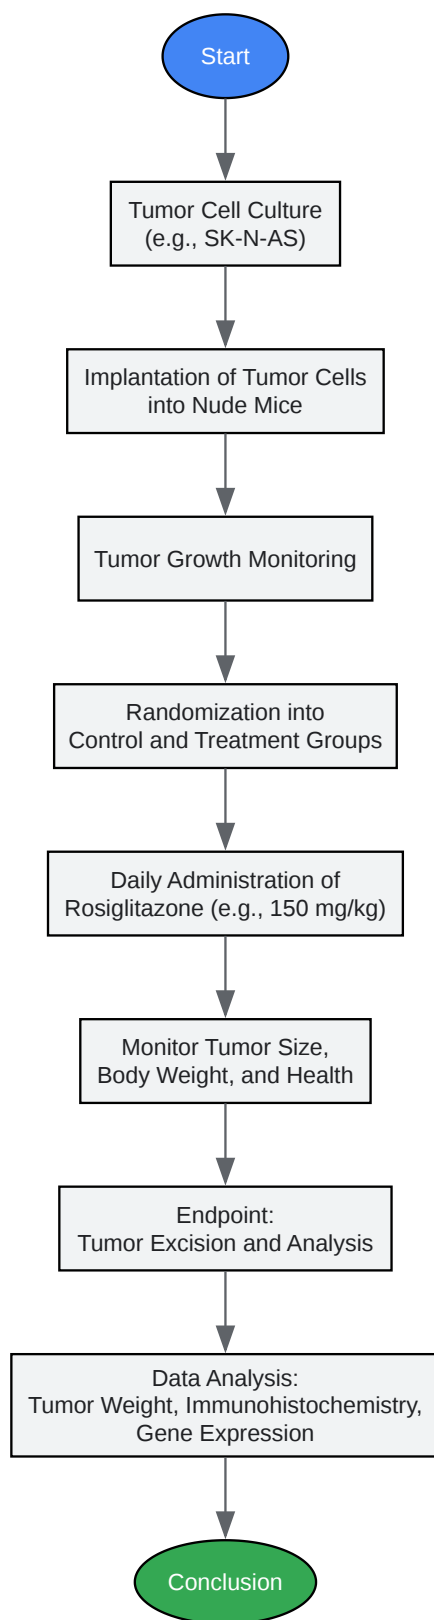 Start
Tumor Cell Culture
(e.g., SK-N-AS)
Implantation of Tumor Cells
into Nude Mice
Tumor Growth Monitoring
Randomization into
Control and Treatment Groups
Daily Administration of
Rosiglitazone (e.g., 150 mg/kg)
Monitor Tumor Size,
Body Weight, and Health
Endpoint:
Tumor Excision and Analysis
Data Analysis:
Tumor Weight, Immunohistochemistry,
Gene Expression
Conclusion